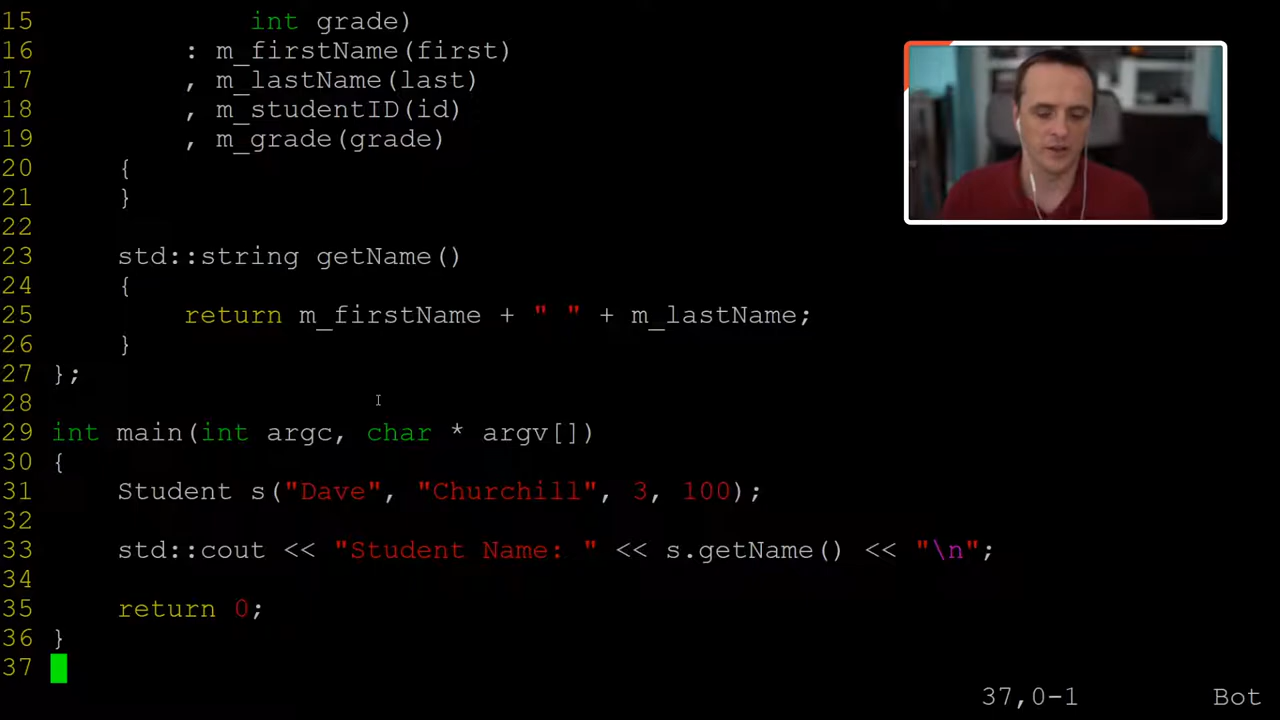 15 int grade)
16 : m_firstName(first)
17 , m_lastName(last)
18 , m_studentID(id)
19 , m_grade(grade)
20 {
21 }
22
23 std::string getName()
24 {
25 return m_firstName + " " + m_lastName;
26 }
27 };
28
29 int main(int argc, char * argv[])
30 {
31 Student s("Dave", "Churchill", 3, 100);
32
33 std::cout << "Student Name: " << s.getName() << "\n";
34
35 return 0;
36 }
37
37,0-1 Bot